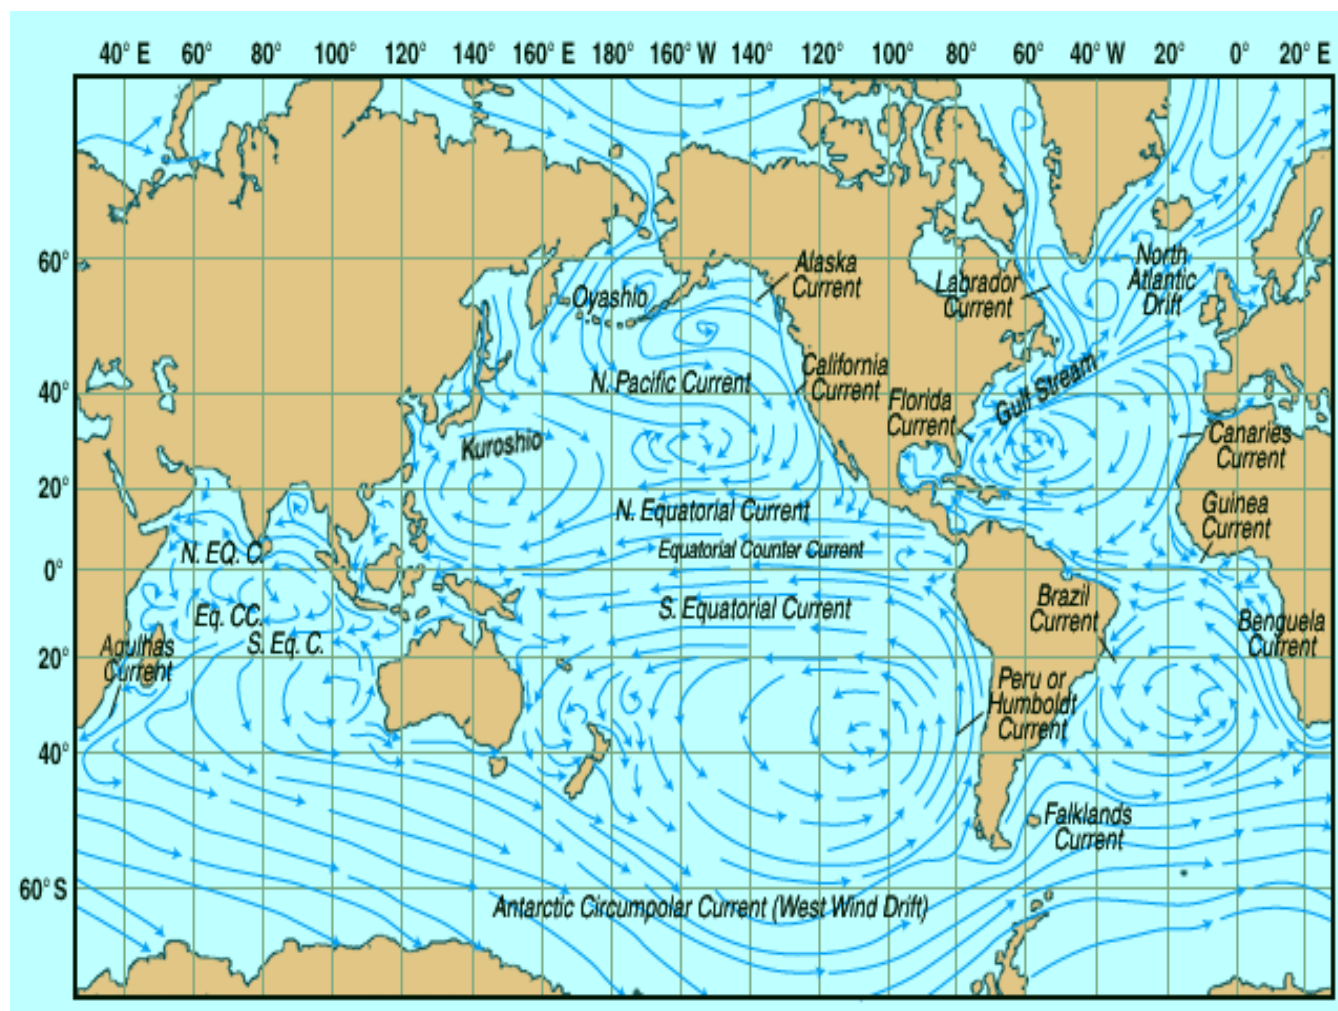 40° E 60° 80° 100° 120° 140° 160° E 180° 160° W 140° 120° 100° 80° 60° 40° W 20° 0° 20° E
60°
40°
20°
0°
20°
40°
60° S
Alaska
Current
North
Atlantic
Drift
Labrador
Current
Oyashio
N. Pacific Current
California
Current
Florida
Current
Gulf Stream
Kuroshio
Canaries
Current
N. Equatorial Current
Guinea
Current
N. EQ. C.
Equatorial Counter Current
Eq. CC.
S. Equatorial Current
Brazil
Current
Benguela
Current
S. Eq. C.
Agulhas
Current
Peru or
Humboldt
Current
Falklands
Current
Antarctic Circumpolar Current (West Wind Drift)